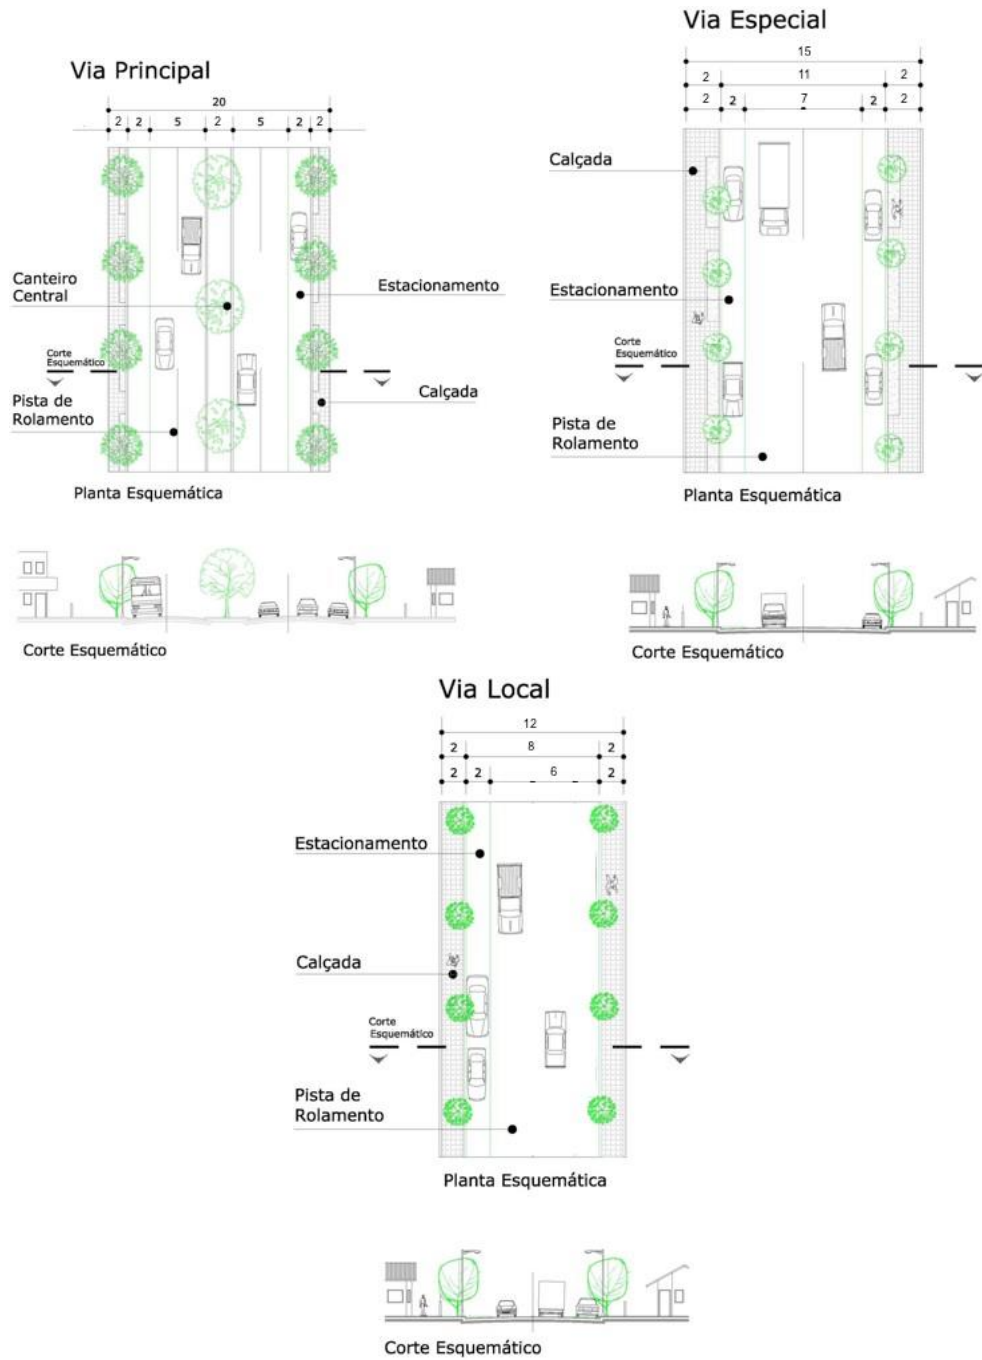 Via Principal
20
2 2 5 2 5 2 2
Canteiro
Central
Estacionamento
Corte
Esquemático
Pista de
Rolamento
Calçada
Planta Esquemática
Corte Esquemático
Via Especial
15
2 11 2
2 2 7 2 2
Calçada
Estacionamento
Corte
Esquemático
Pista de
Rolamento
Planta Esquemática
Corte Esquemático
Via Local
12
2 8 2
2 2 6 2
Estacionamento
Calçada
Corte
Esquemático
Pista de
Rolamento
Planta Esquemática
Corte Esquemático